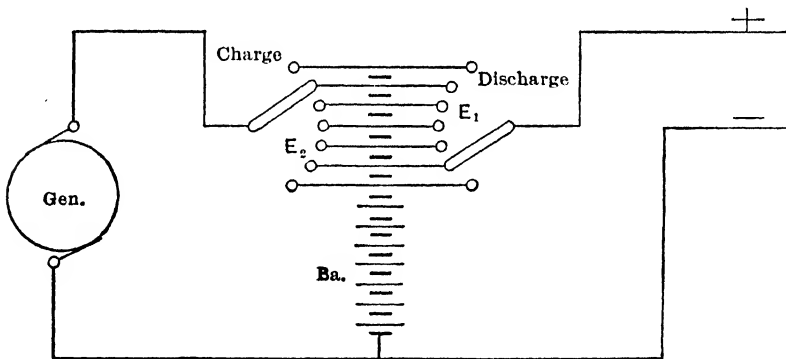 +
Charge
Discharge
E1
−
E2
Gen.
Ba.